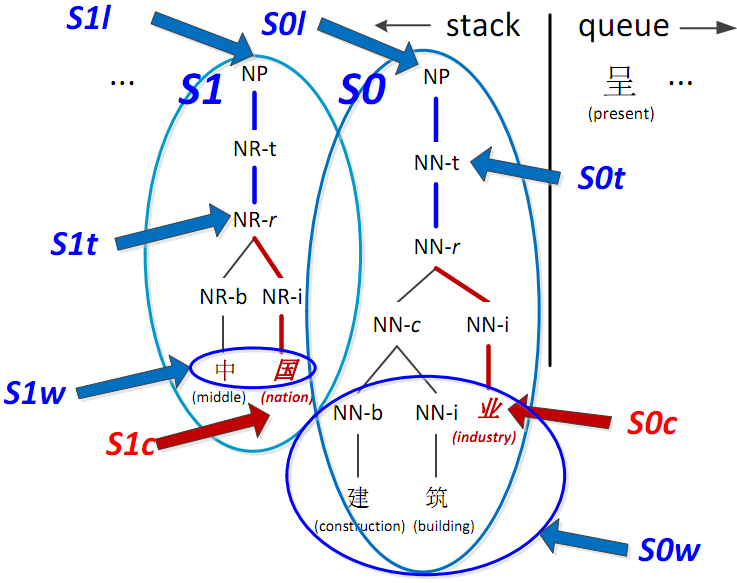 S1l
S0l
stack
queue
...
S1
NP
S0
NP
呈
...
(present)
NR-t
NN-t
S0t
S1t
NR-r
NN-r
NR-b
NR-i
NN-c
NN-i
中
国
S1w
(middle)
(nation)
NN-b
NN-i
业
S0c
S1c
(industry)
建
筑
(construction)
(building)
S0w